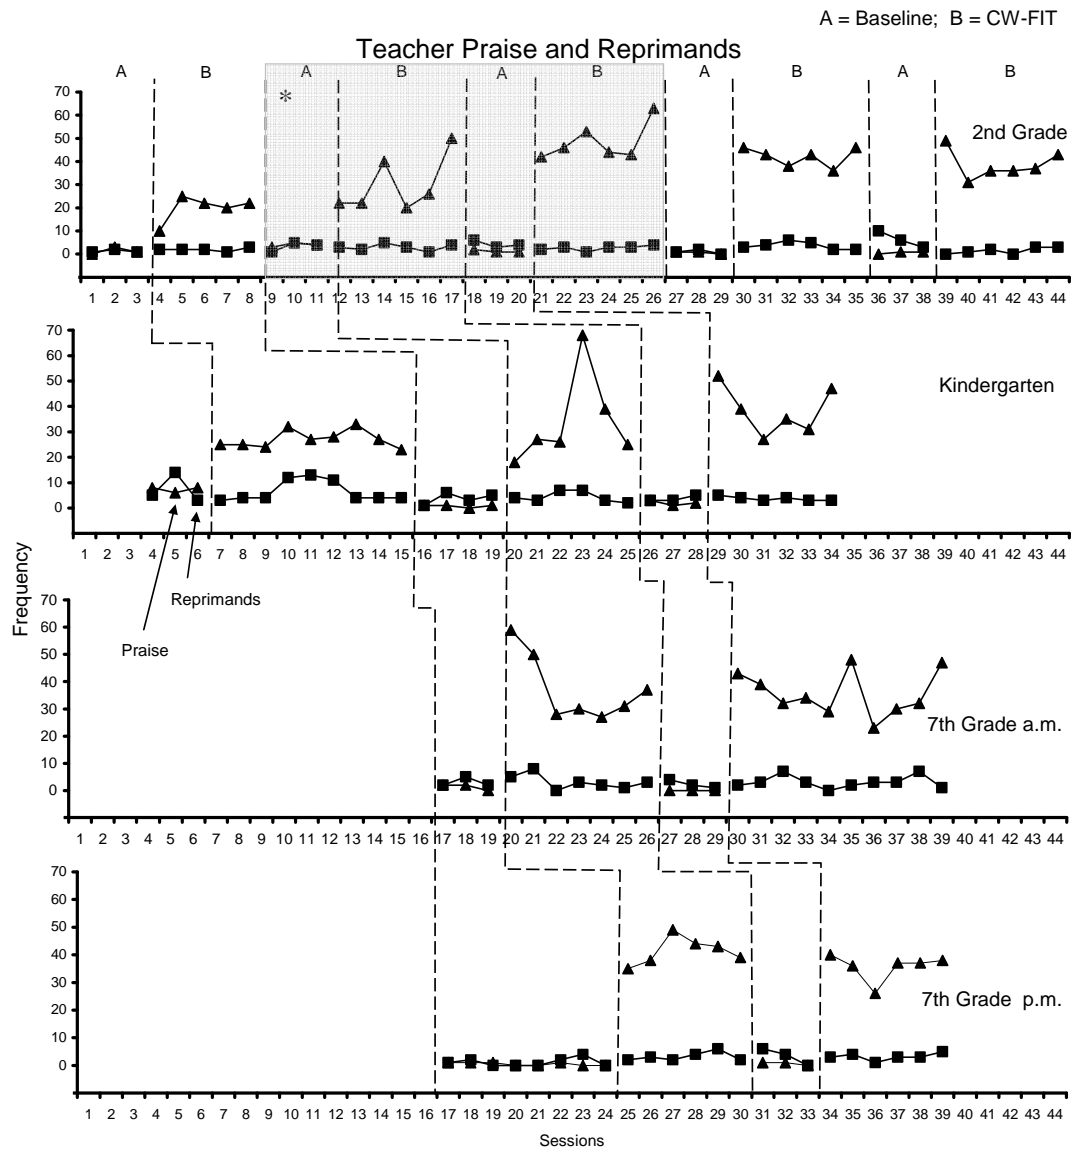 A = Baseline; B = CW-FIT
Teacher Praise and Reprimands
A B A B A B A B A B
*
70
60
50
40
30
20
10
0
2nd Grade
1 2 3 4 5 6 7 8 9 10 11 12 13 14 15 16 17 18 19 20 21 22 23 24 25 26 27 28 29 30 31 32 33 34 35 36 37 38 39 40 41 42 43 44
70
60
50
40
30
20
10
0
Kindergarten
1 2 3 4 5 6 7 8 9 10 11 12 13 14 15 16 17 18 19 20 21 22 23 24 25 26 27 28 29 30 31 32 33 34 35 36 37 38 39 40 41 42 43 44
Frequency
Reprimands
Praise
70
60
50
40
30
20
10
0
7th Grade a.m.
1 2 3 4 5 6 7 8 9 10 11 12 13 14 15 16 17 18 19 20 21 22 23 24 25 26 27 28 29 30 31 32 33 34 35 36 37 38 39 40 41 42 43 44
70
60
50
40
30
20
10
0
7th Grade p.m.
1 2 3 4 5 6 7 8 9 10 11 12 13 14 15 16 17 18 19 20 21 22 23 24 25 26 27 28 29 30 31 32 33 34 35 36 37 38 39 40 41 42 43 44
Sessions